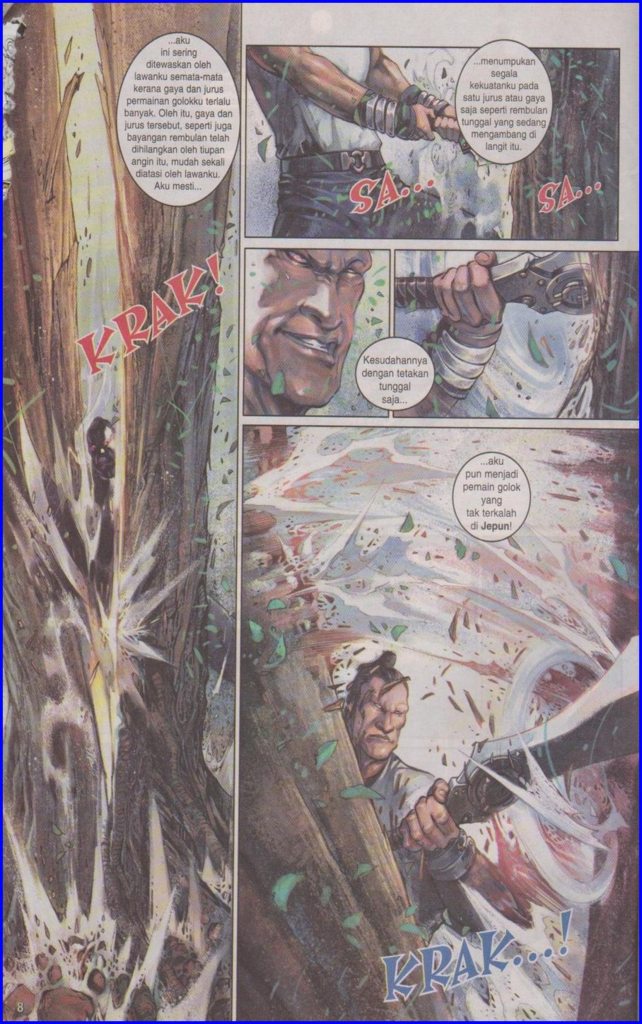 ...aku
ini sering
ditewaskan oleh
lawanku semata-mata
kerana gaya dan jurus
permainan golokku terlalu
banyak. Oleh itu, gaya dan
jurus tersebut, seperti juga
bayangan rembulan telah
dihilangkan oleh tiupan
angin itu, mudah sekali
diatasi oleh lawanku.
Aku mesti...
KRAK!
...menumpukan
segala
kekuatanku pada
satu jurus atau gaya
saja seperti rembulan
tunggal yang sedang
mengambang di
langit itu.
SA...
SA...
Kesudahannya
dengan tetakan
tunggal
saja...
...aku
pun menjadi
pemain golok
yang
tak terkalah
di Jepun!
KRAK...!
8